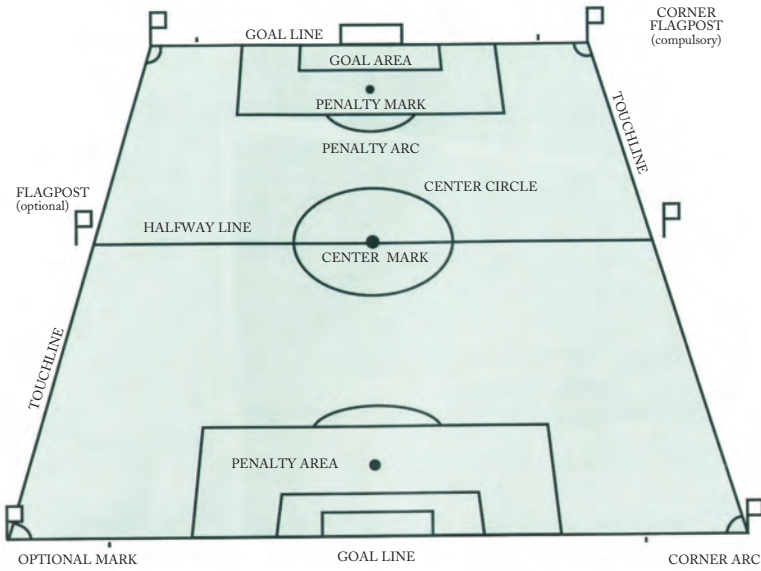 GOAL LINE
CORNER
FLAGPOST
(compulsory)
GOAL AREA
PENALTY MARK
TOUCHLINE
PENALTY ARC
CENTER CIRCLE
FLAGPOST
(optional)
HALFWAY LINE
CENTER MARK
TOUCHLINE
PENALTY AREA
OPTIONAL MARK
GOAL LINE
CORNER ARC